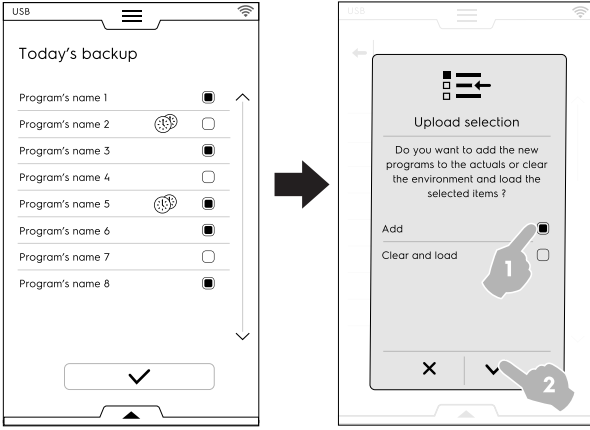 USB
Today's backup
Program's name 1
Program's name 2
Program's name 3
Program's name 4
Program's name 5
Program's name 6
Program's name 7
Program's name 8
USB
Upload selection
Do you want to add the new
programs to the actuals or clear
the environment and load the
selected items ?
Add
Clear and load
1
2